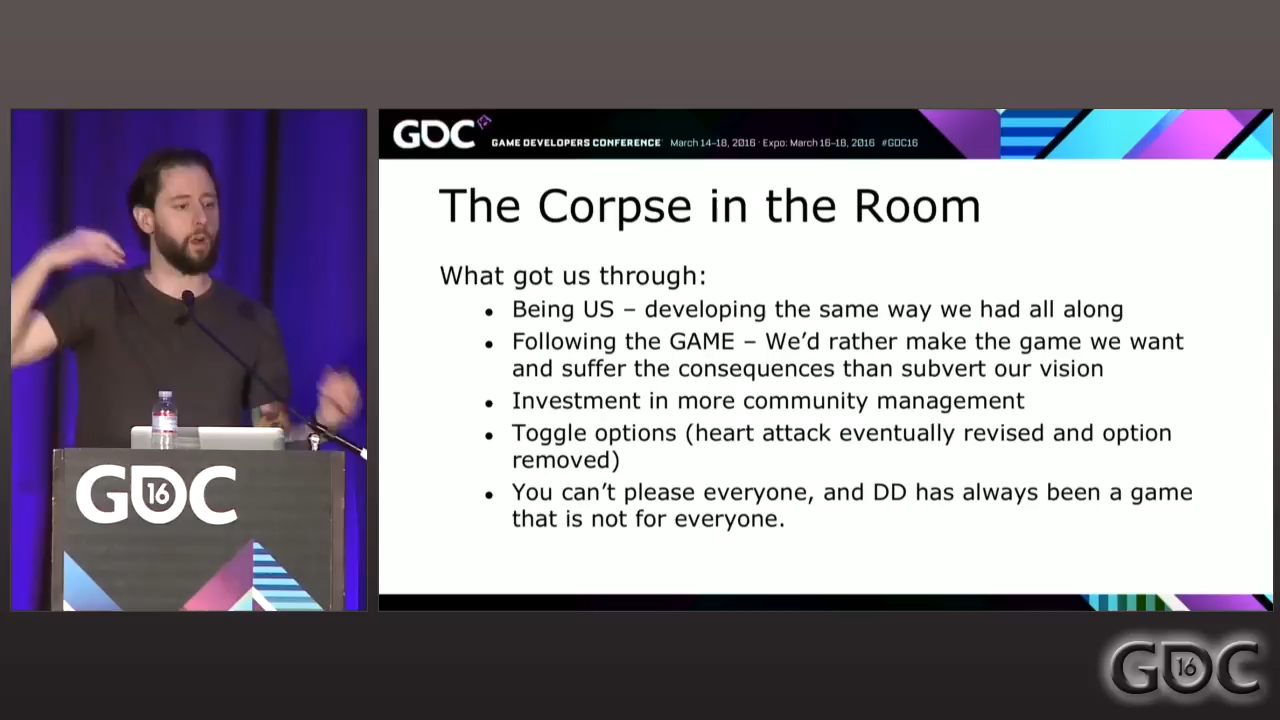 GDC
GAME DEVELOPERS CONFERENCE March 14–18, 2016 · Expo: March 16–18, 2016 #GDC16
The Corpse in the Room
What got us through:
• Being US – developing the same way we had all along
• Following the GAME – We'd rather make the game we want
and suffer the consequences than subvert our vision
• Investment in more community management
• Toggle options (heart attack eventually revised and option
removed)
• You can't please everyone, and DD has always been a game
that is not for everyone.
GDC 16
GDC 16